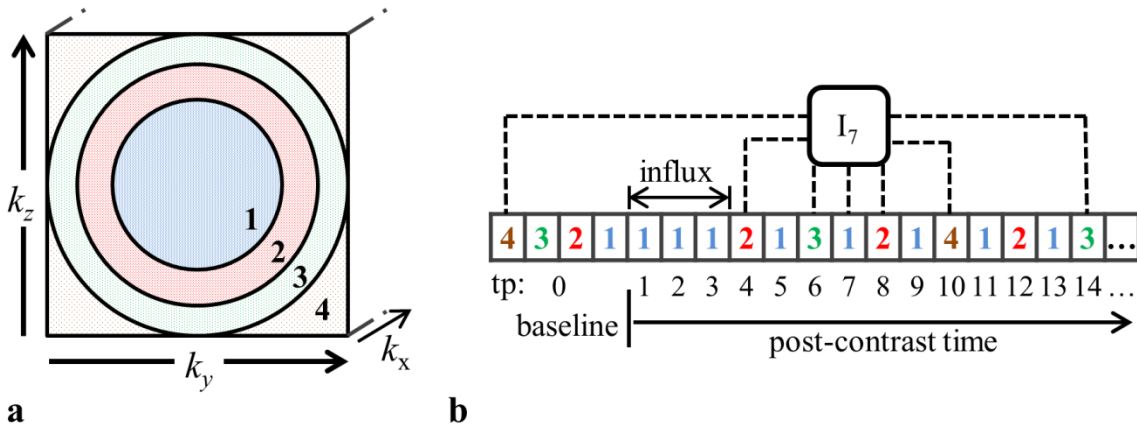 k_z
1
2
3
4
k_y
k_x
a
I_7
influx
4 3 2 1 1 1 1 2 1 3 1 2 1 4 1 2 1 3 ...
tp: 0 1 2 3 4 5 6 7 8 9 10 11 12 13 14 ...
baseline post-contrast time
b